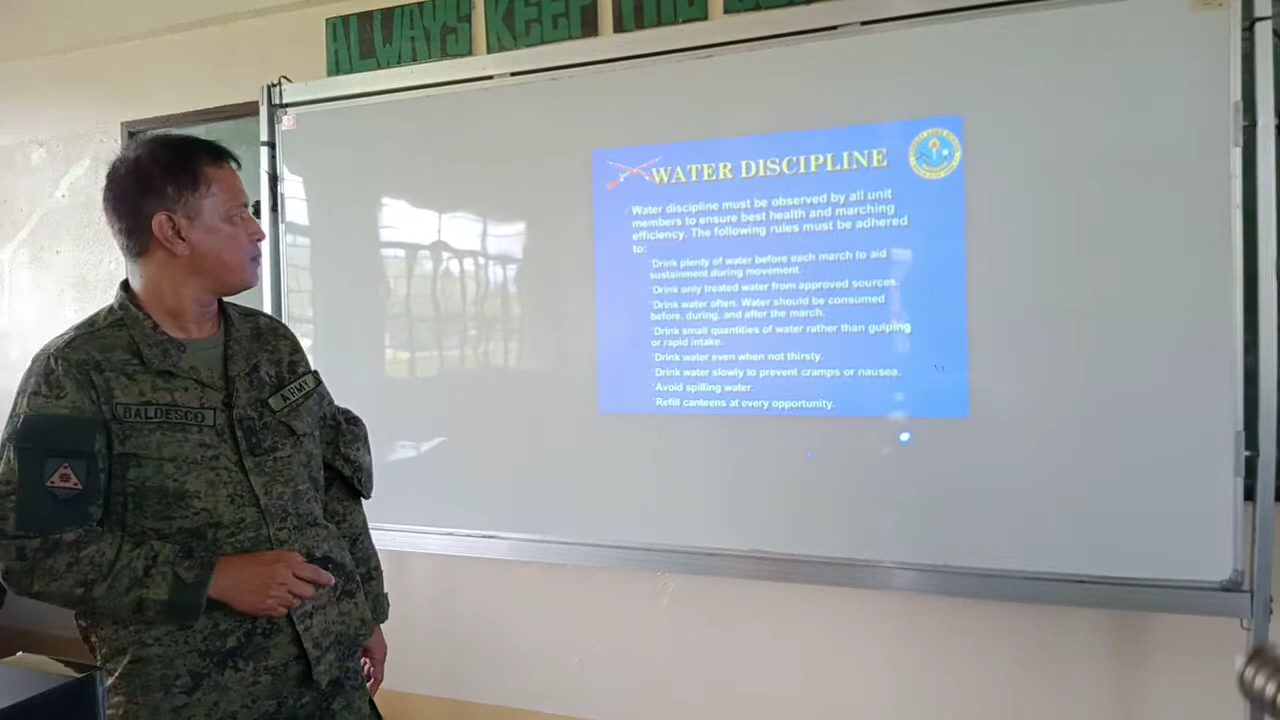 ALWAYS KEEP THE
WATER DISCIPLINE
Water discipline must be observed by all unit
members to ensure best health and marching
efficiency. The following rules must be adhered
to:
Drink plenty of water before each march to aid
sustainment during movement.
Drink only treated water from approved sources.
Drink water often. Water should be consumed
before, during, and after the march.
Drink small quantities of water rather than gulping
or rapid intake.
Drink water even when not thirsty.
Drink water slowly to prevent cramps or nausea.
Avoid spilling water.
Refill canteens at every opportunity.
BALDESCO
ARMY